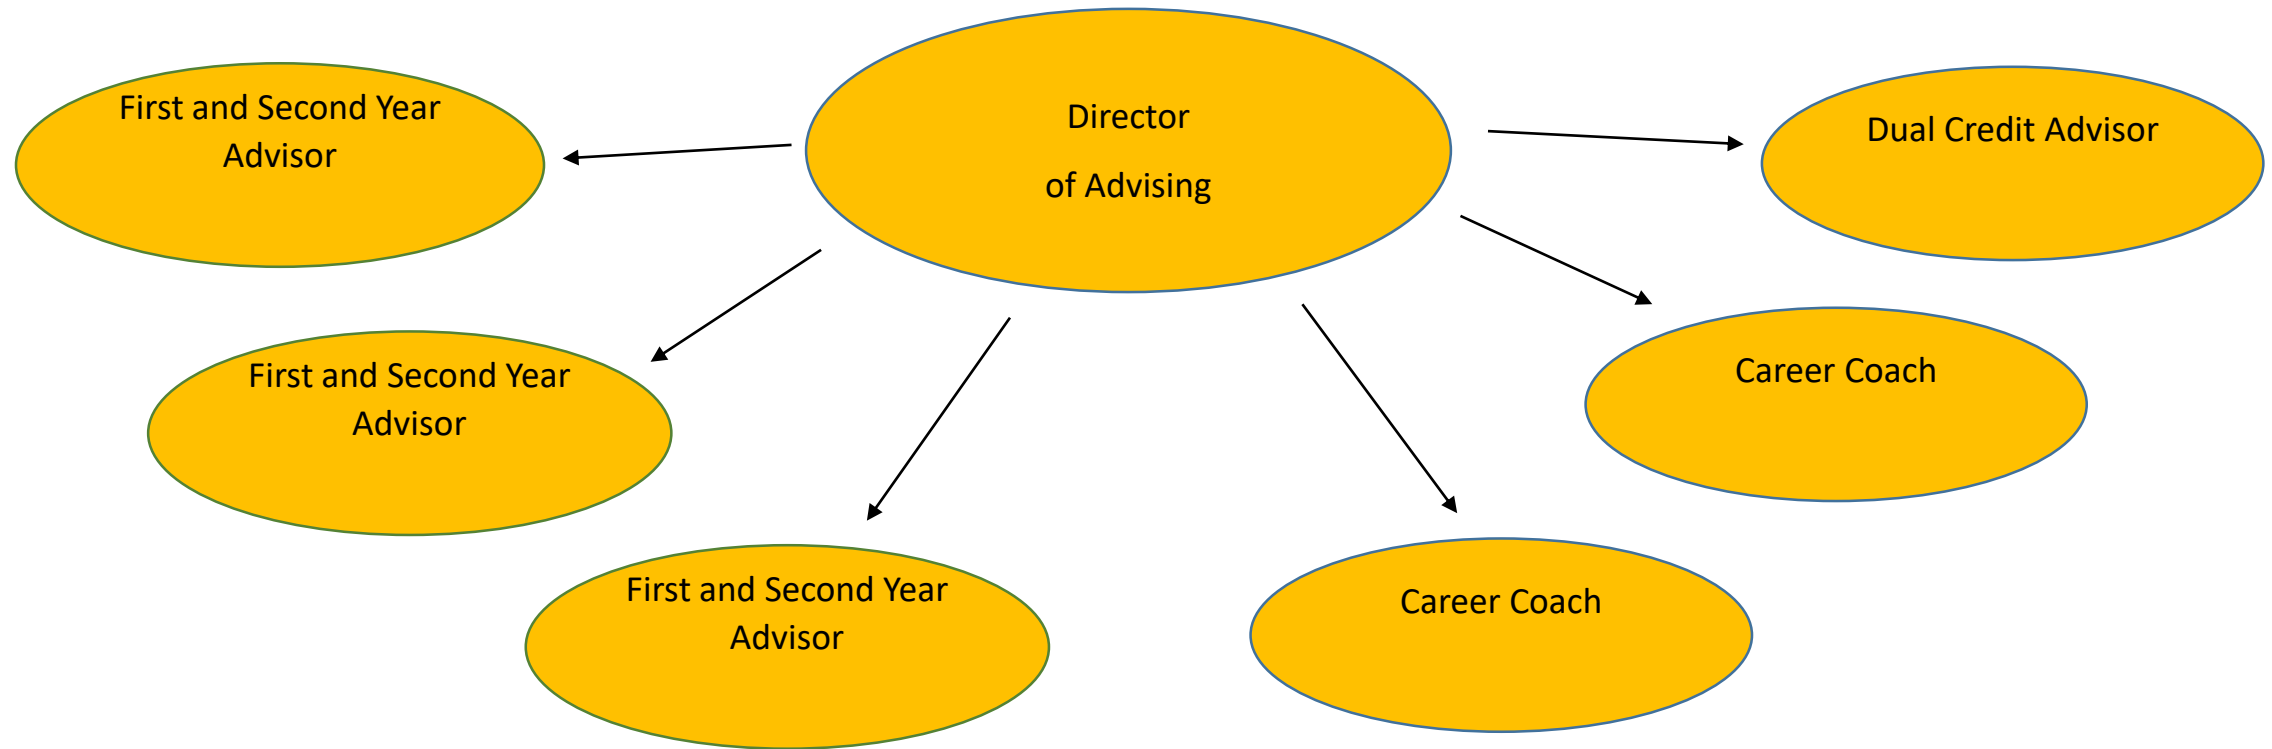 Director
of Advising
First and Second Year
Advisor
Dual Credit Advisor
First and Second Year
Advisor
Career Coach
First and Second Year
Advisor
Career Coach